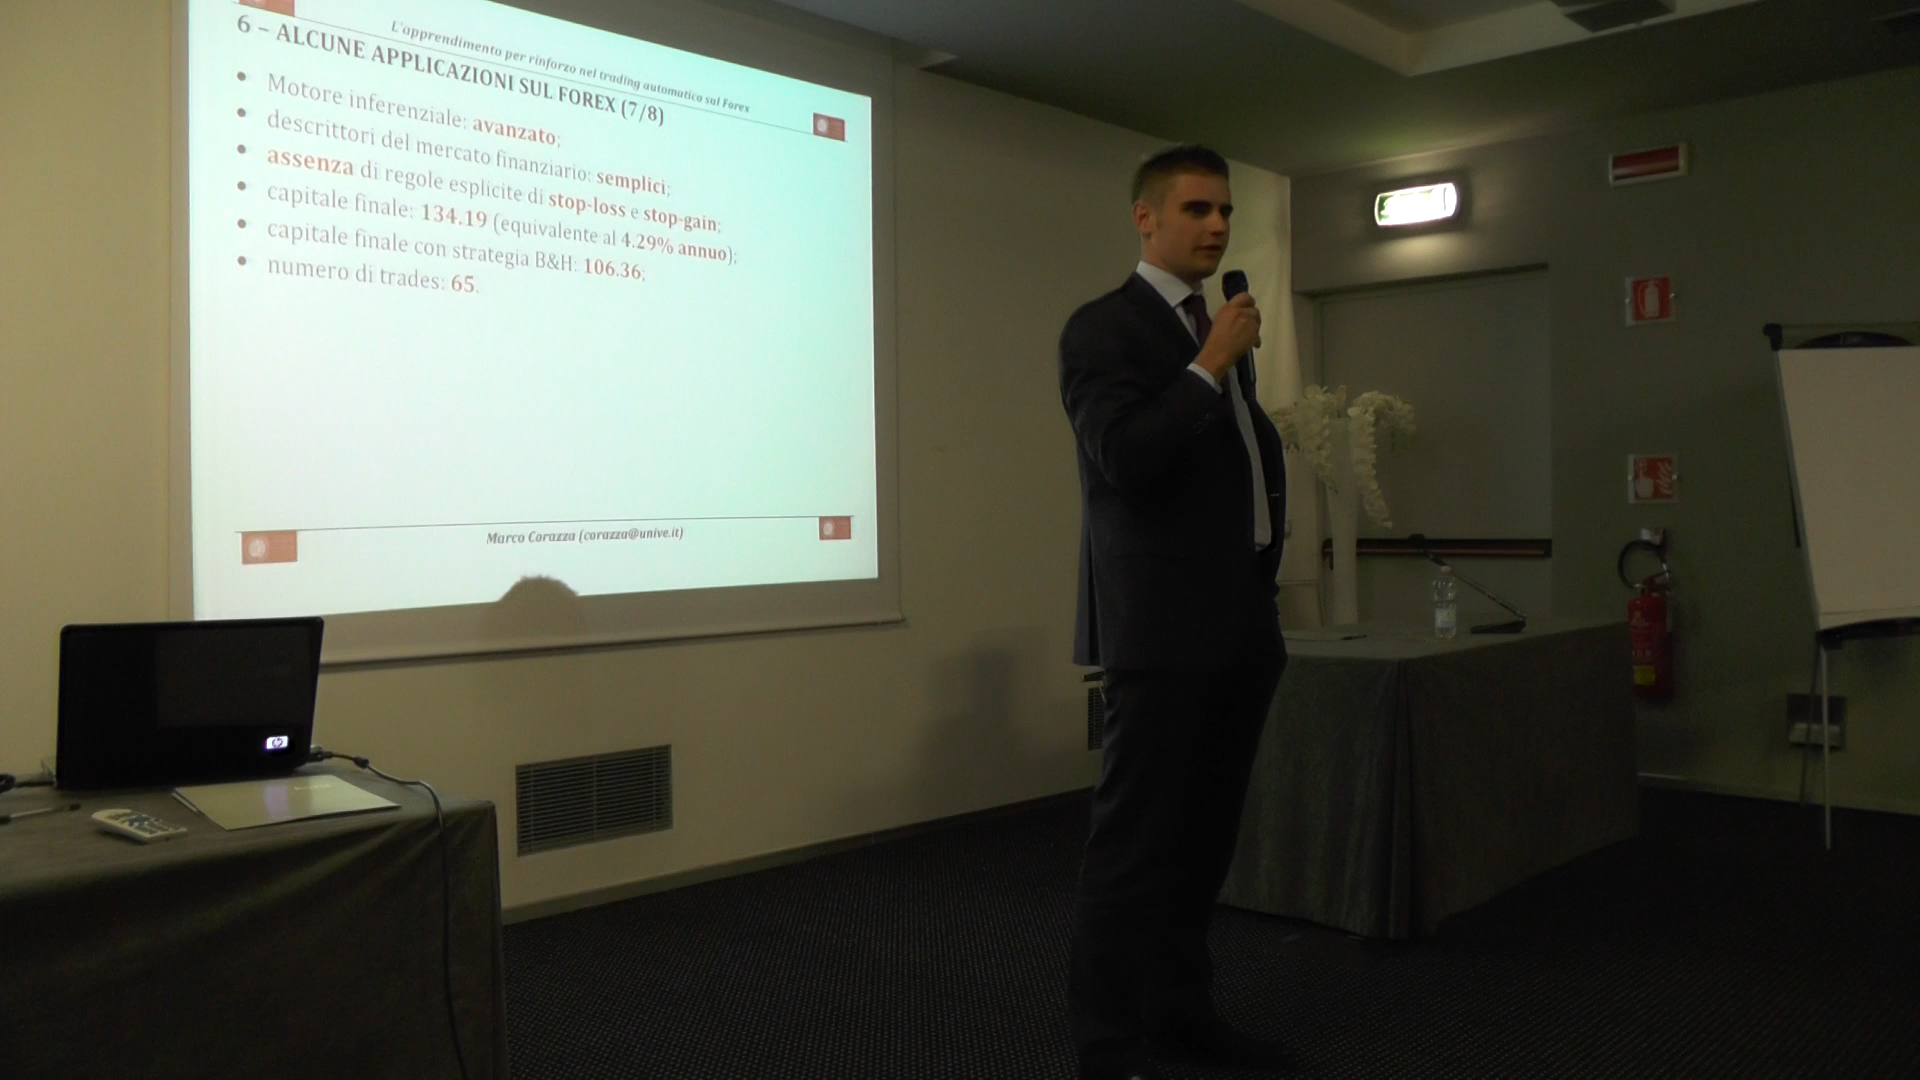 L'apprendimento per rinforzo nel trading automatico sul Forex
6 – ALCUNE APPLICAZIONI SUL FOREX (7/8)
• Motore inferenziale: avanzato;
• descrittori del mercato finanziario: semplici;
• assenza di regole esplicite di stop-loss e stop-gain;
• capitale finale: 134.19 (equivalente al 4.29% annuo);
• capitale finale con strategia B&H: 106.36;
• numero di trades: 65.
Marco Corazza (corazza@unive.it)
hp